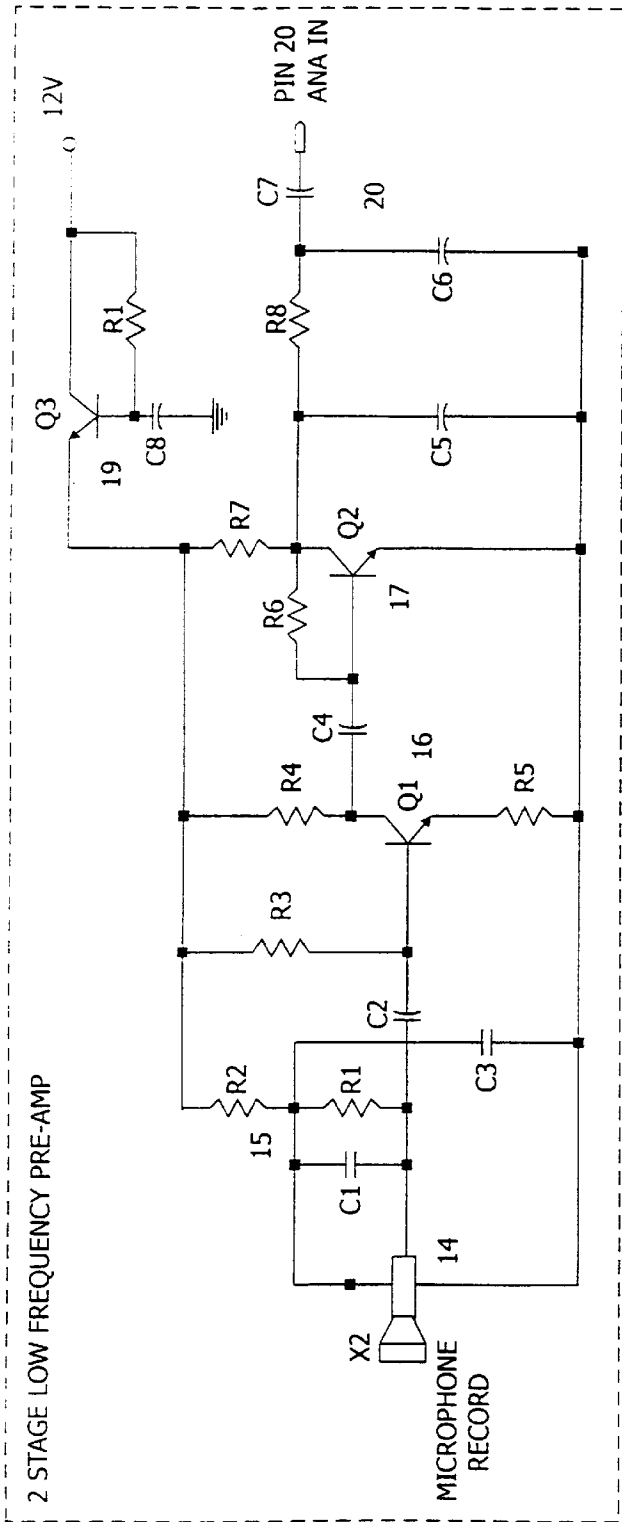 2 STAGE LOW FREQUENCY PRE-AMP
12V
Q3
R1
19
C8
PIN 20
ANA IN
C7
20
R8
C6
C5
R7
R6
Q2
17
C4
16
R4
Q1
R5
R3
C2
R2
R1
C3
15
C1
14
X2
MICROPHONE
RECORD